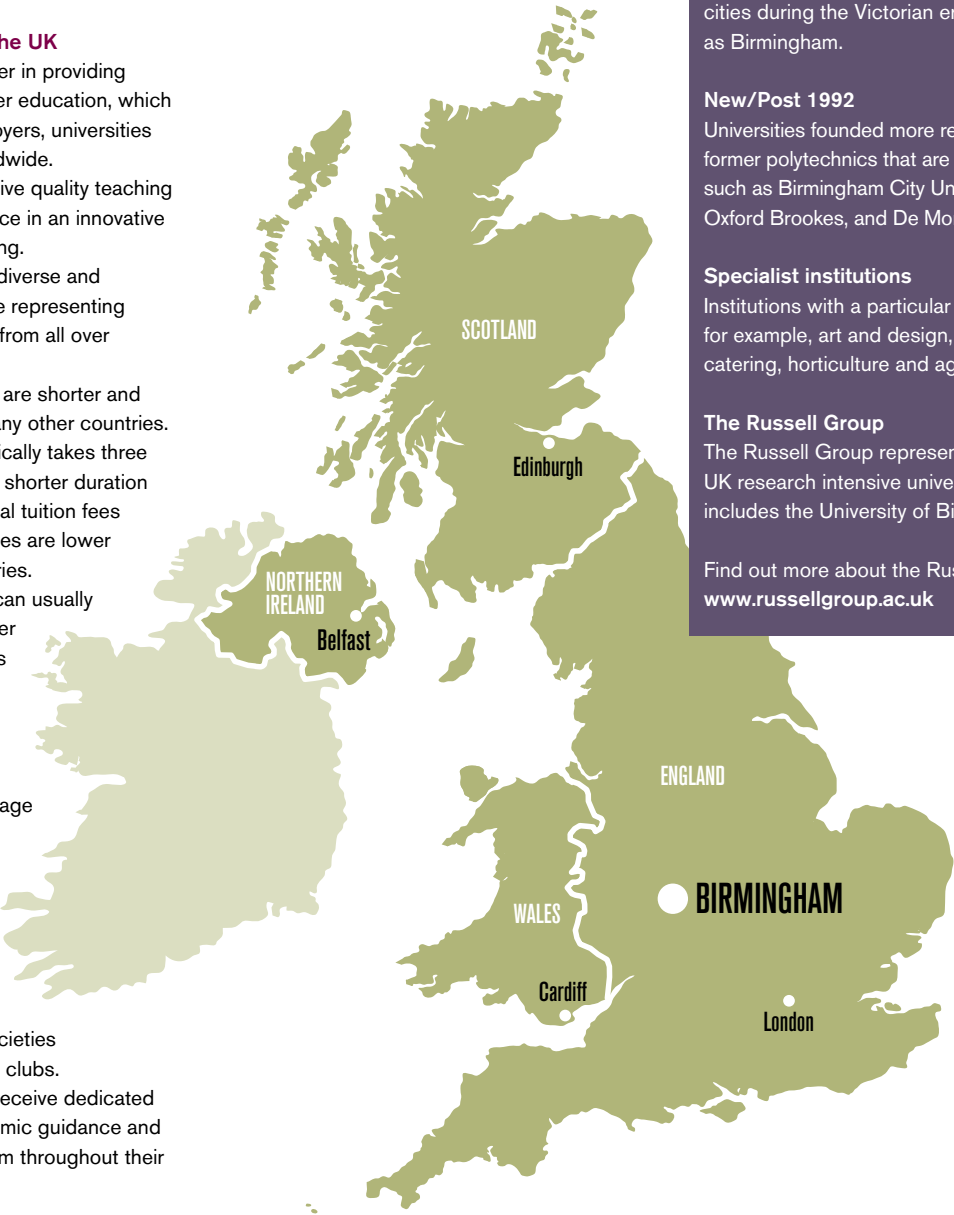 he UK
er in providing
er education, which
oyers, universities
dwide.
ive quality teaching
ce in an innovative
ng.
diverse and
e representing
from all over
are shorter and
any other countries.
ically takes three
shorter duration
al tuition fees
es are lower
ries.
can usually
er
s
age
cieties
clubs.
eceive dedicated
mic guidance and
m throughout their
SCOTLAND
Edinburgh
NORTHERN
IRELAND
Belfast
ENGLAND
BIRMINGHAM
WALES
Cardiff
London
cities during the Victorian er
as Birmingham.
New/Post 1992
Universities founded more re
former polytechnics that are
such as Birmingham City Un
Oxford Brookes, and De Mo
Specialist institutions
Institutions with a particular
for example, art and design,
catering, horticulture and ag
The Russell Group
The Russell Group represen
UK research intensive unive
includes the University of Bi
Find out more about the Rus
www.russellgroup.ac.uk